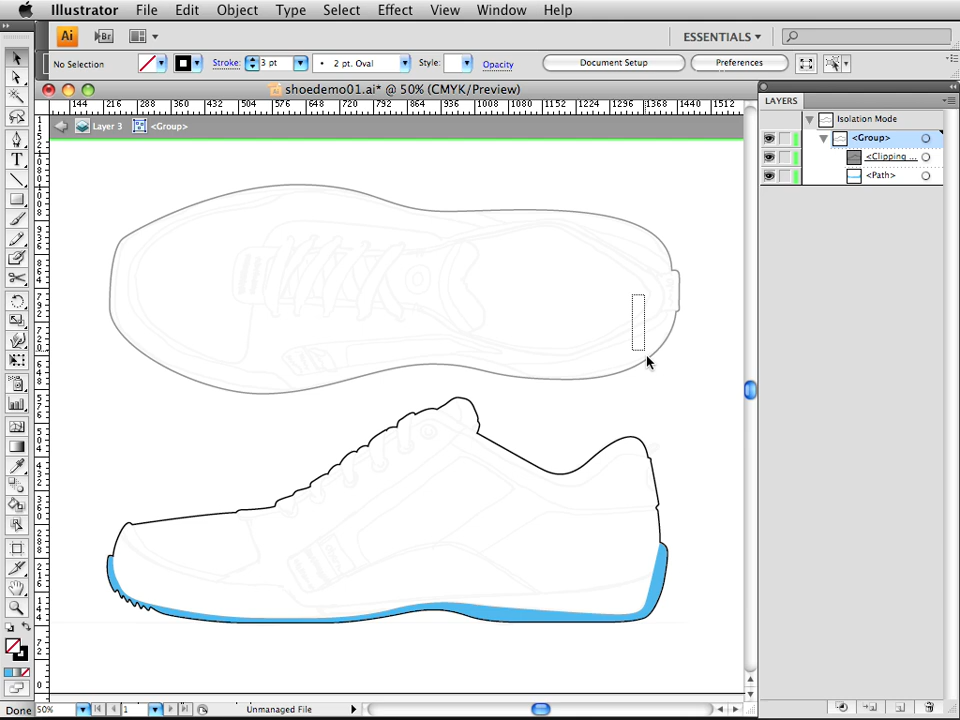 Illustrator File Edit Object Type Select Effect View Window Help
Ai Br ESSENTIALS
No Selection Stroke: 3 pt 2 pt. Oval Style: Opacity Document Setup Preferences
shoedemo01.ai* @ 50% (CMYK/Preview)
LAYERS
144 216 288 360 432 504 576 648 720 792 864 936 1008 1080 1152 1224 1296 1368 1440 1512
Layer 3 <Group>
Isolation Mode
<Group>
<Clipping ...
<Path>
Done 50% 1 Unmanaged File